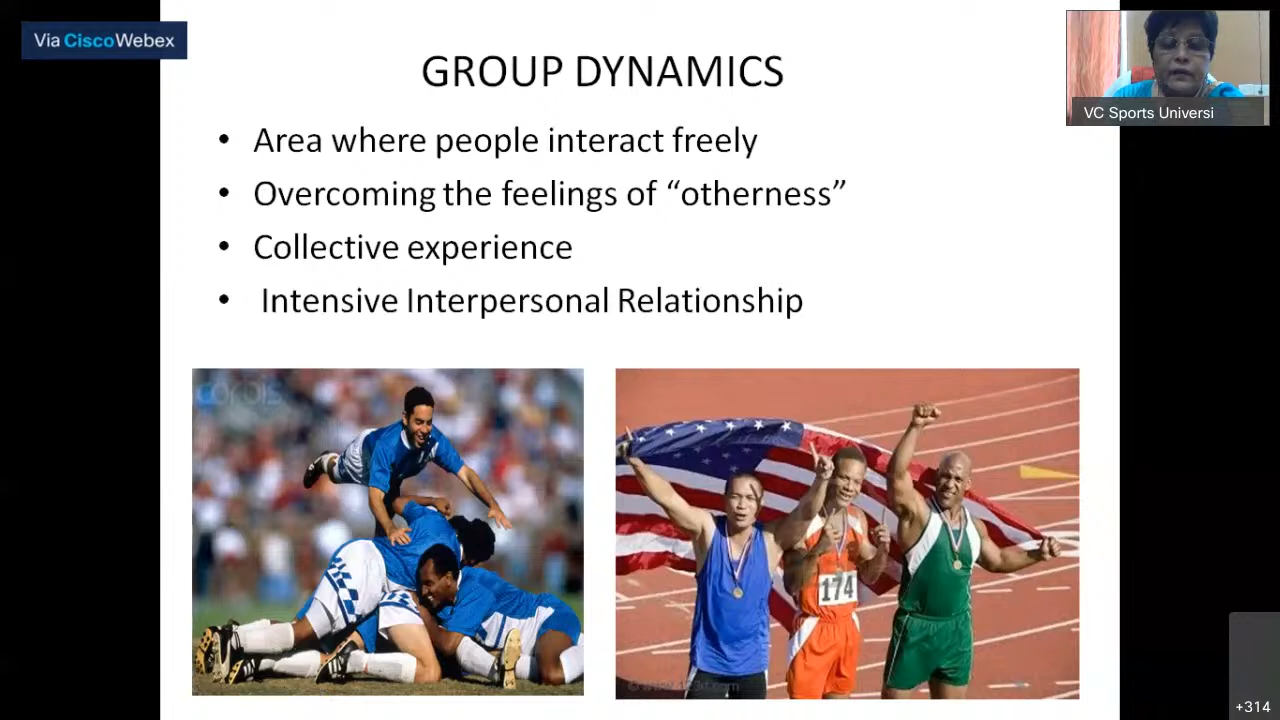 Via CiscoWebex
GROUP DYNAMICS
VC Sports Universi
• Area where people interact freely
• Overcoming the feelings of “otherness”
• Collective experience
• Intensive Interpersonal Relationship
corbis
174
+314